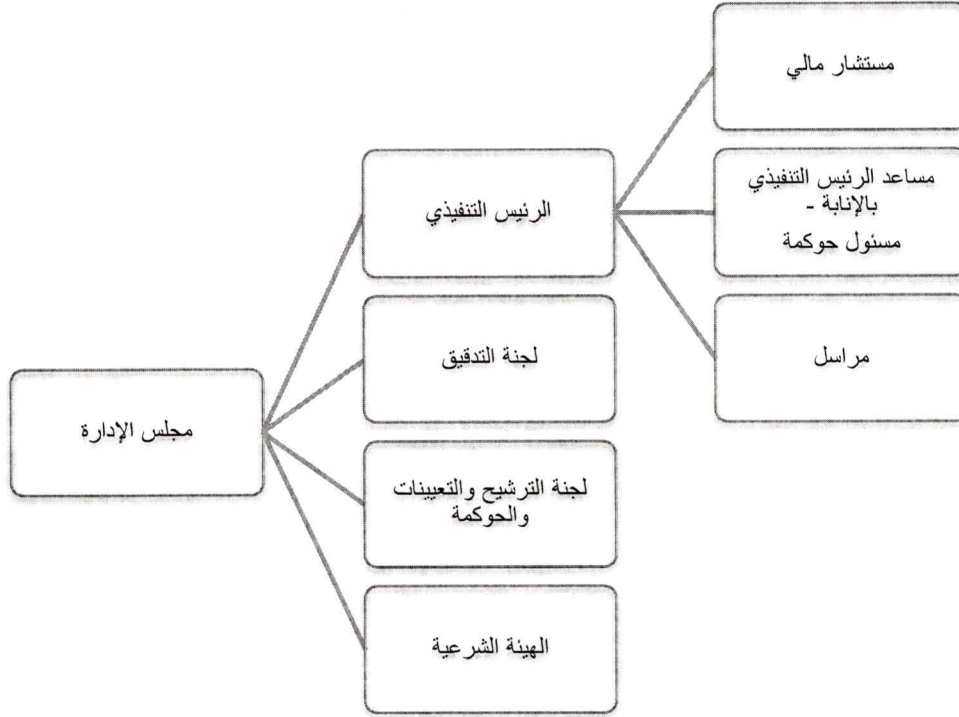 مستشار مالي
مساعد الرئيس التنفيذي
بالإنابة -
مسئول حوكمة
الرئيس التنفيذي
مراسل
لجنة التدقيق
مجلس الإدارة
لجنة الترشيح والتعيينات
والحوكمة
الهيئة الشرعية